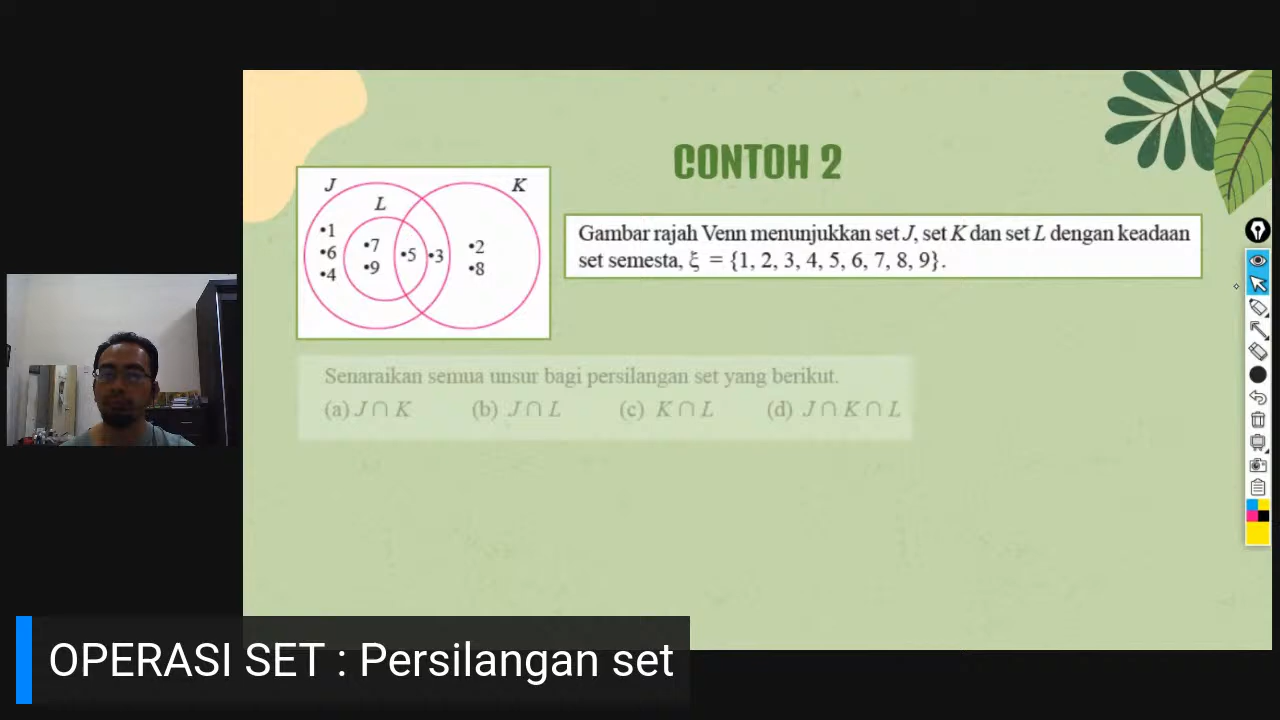 CONTOH 2
J
K
L
•1
•6
•4
•7
•9
•5
•3
•2
•8
Gambar rajah Venn menunjukkan set J, set K dan set L dengan keadaan
set semesta, ξ = {1, 2, 3, 4, 5, 6, 7, 8, 9}.
Senaraikan semua unsur bagi persilangan set yang berikut.
(a) J ∩ K (b) J ∩ L (c) K ∩ L (d) J ∩ K ∩ L
OPERASI SET : Persilangan set